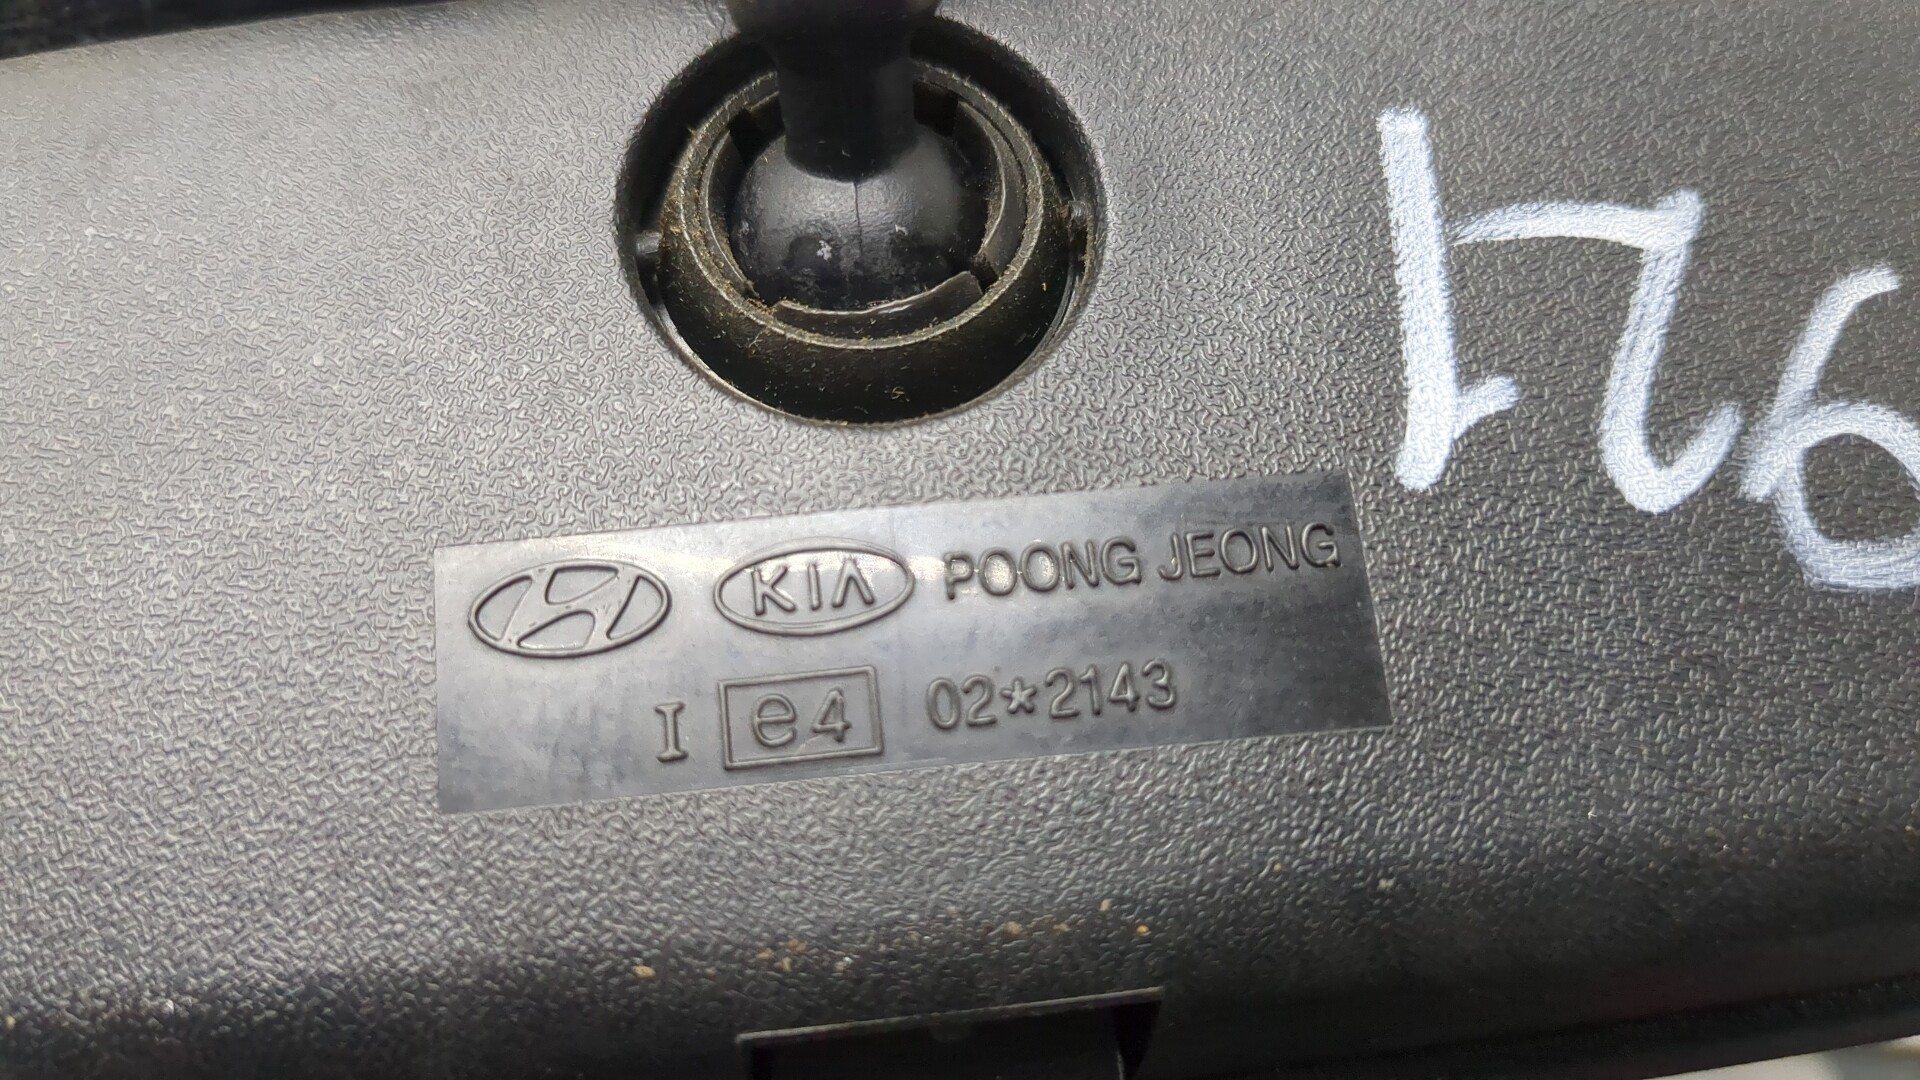 KIA POONG JEONG
I e4 02*2143